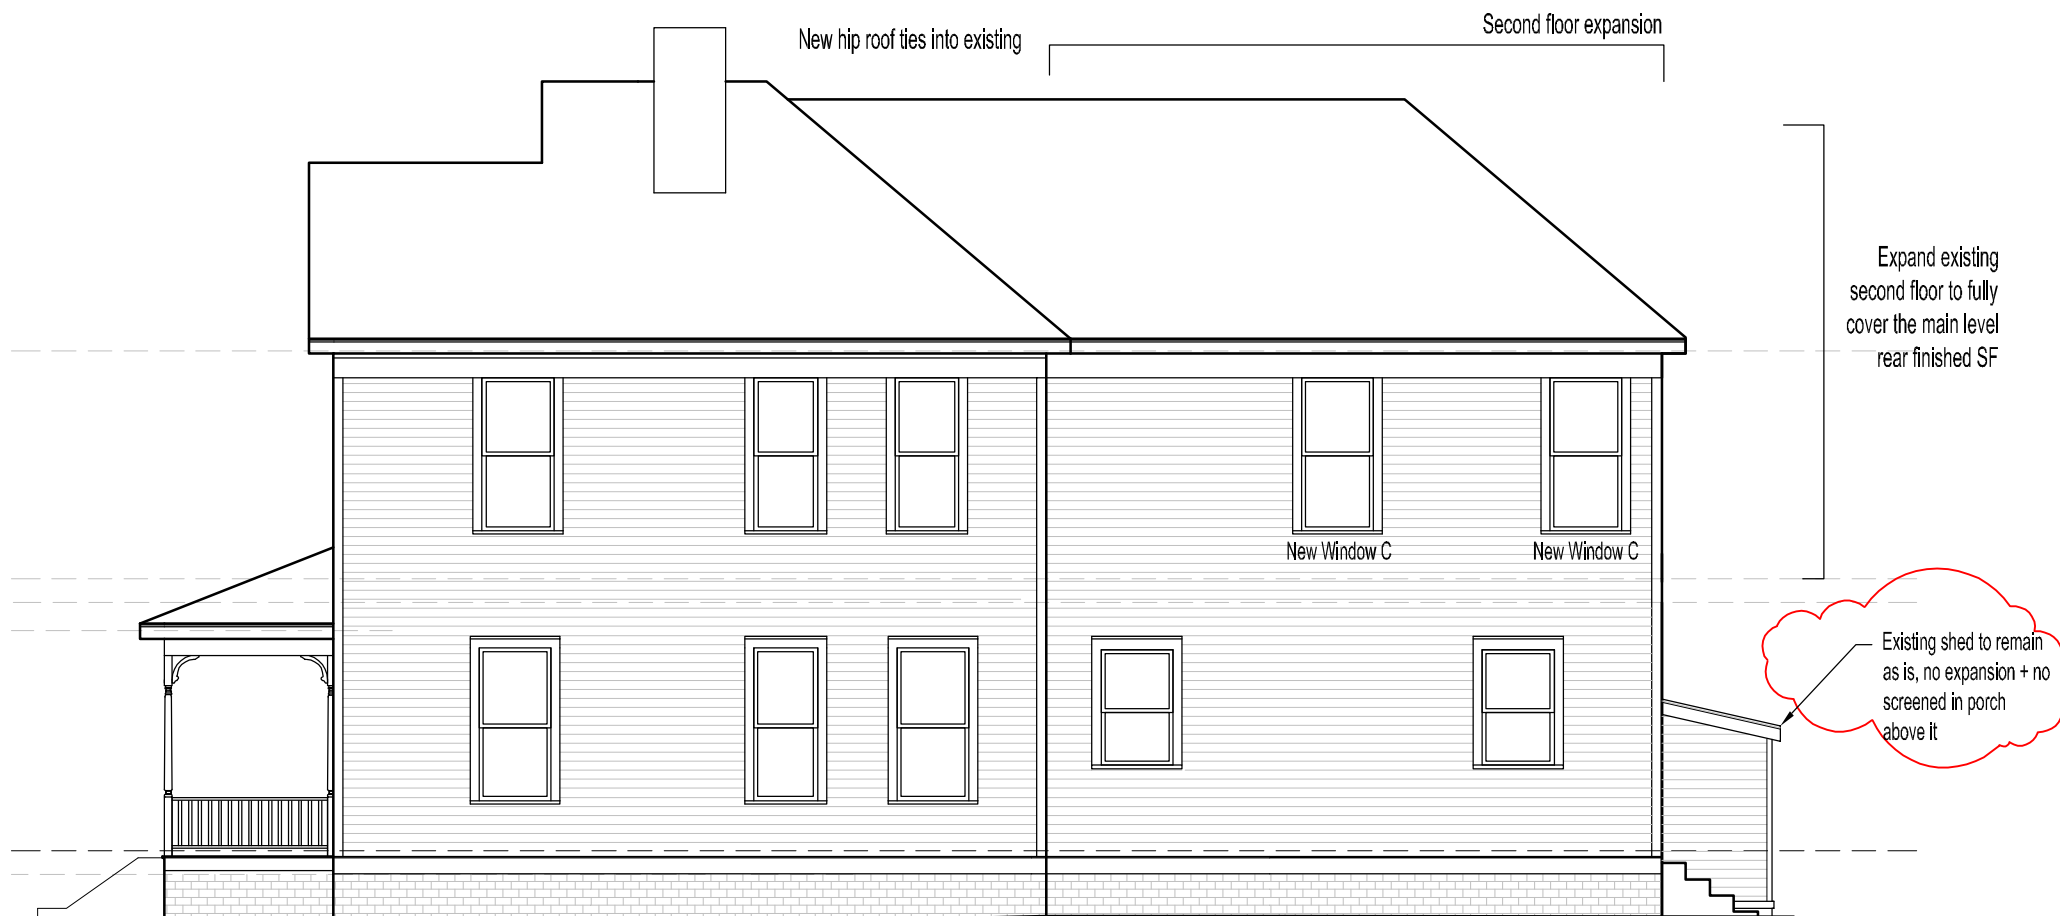 New hip roof ties into existing
Second floor expansion
Expand existing
second floor to fully
cover the main level
rear finished SF
New Window C
New Window C
Existing shed to remain
as is, no expansion + no
screened in porch
above it